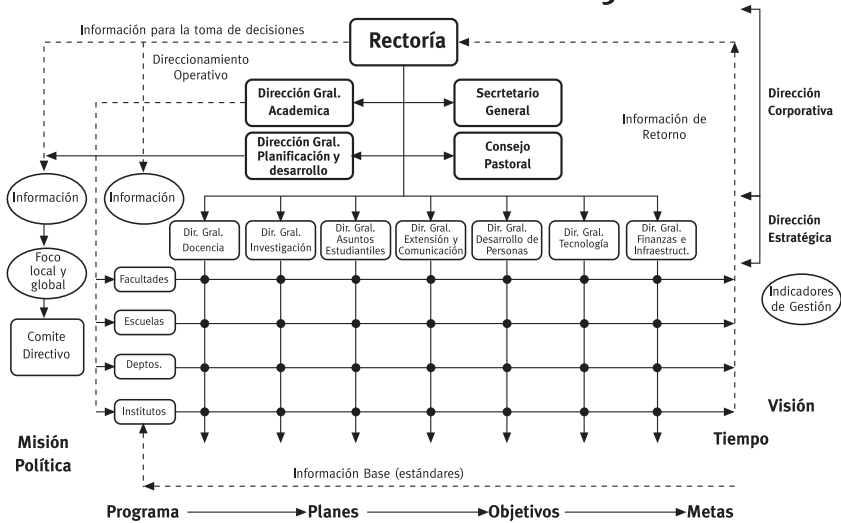 Información para la toma de decisiones
Rectoría
Direccionamiento
Operativo
Dirección Gral.
Academica
Secrtetario
General
Dirección
Corporativa
Información de
Retorno
Dirección Gral.
Planificación y
desarrollo
Consejo
Pastoral
Información
Información
Dir. Gral.
Docencia
Dir. Gral.
Investigación
Dir. Gral.
Asuntos
Estudiantiles
Dir. Gral.
Extensión y
Comunicación
Dir. Gral.
Desarrollo de
Personas
Dir. Gral.
Tecnología
Dir. Gral.
Finanzas e
Infraestruct.
Dirección
Estratégica
Foco
local y
global
Facultades
Indicadores
de Gestión
Comite
Directivo
Escuelas
Deptos.
Institutos
Visión
Misión
Política
Tiempo
Información Base (estándares)
Programa Planes Objetivos Metas